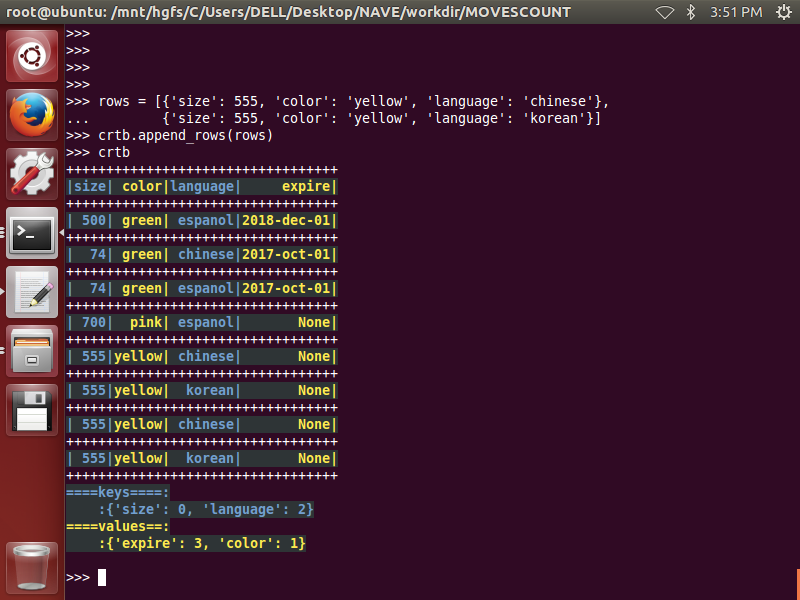 root@ubuntu: /mnt/hgfs/C/Users/DELL/Desktop/NAVE/workdir/MOVESCOUNT 3:51 PM
>>>
>>>
>>>
>>>
>>> rows = [{'size': 555, 'color': 'yellow', 'language': 'chinese'},
...         {'size': 555, 'color': 'yellow', 'language': 'korean'}]
>>> crtb.append_rows(rows)
>>> crtb
++++++++++++++++++++++++++++++++++
|size| color|language|     expire|
++++++++++++++++++++++++++++++++++
| 500| green| espanol|2018-dec-01|
++++++++++++++++++++++++++++++++++
|  74| green| chinese|2017-oct-01|
++++++++++++++++++++++++++++++++++
|  74| green| espanol|2017-oct-01|
++++++++++++++++++++++++++++++++++
| 700|  pink| espanol|       None|
++++++++++++++++++++++++++++++++++
| 555|yellow| chinese|       None|
++++++++++++++++++++++++++++++++++
| 555|yellow|  korean|       None|
++++++++++++++++++++++++++++++++++
| 555|yellow| chinese|       None|
++++++++++++++++++++++++++++++++++
| 555|yellow|  korean|       None|
++++++++++++++++++++++++++++++++++
====keys====:
    :{'size': 0, 'language': 2}
====values==:
    :{'expire': 3, 'color': 1}
>>>